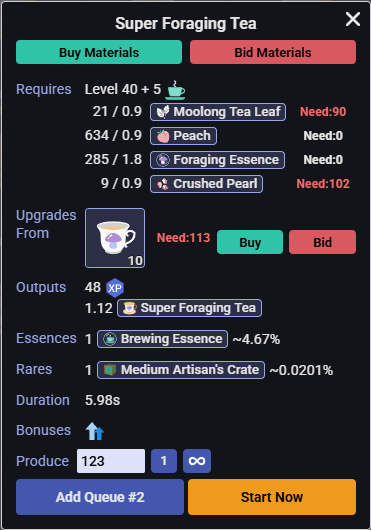 Super Foraging Tea
Buy Materials Bid Materials
Requires Level 40 + 5
21 / 0.9 Moolong Tea Leaf Need:90
634 / 0.9 Peach Need:0
285 / 1.8 Foraging Essence Need:0
9 / 0.9 Crushed Pearl Need:102
Upgrades From 10 Need:113 Buy Bid
Outputs 48 XP
1.12 Super Foraging Tea
Essences 1 Brewing Essence ~4.67%
Rares 1 Medium Artisan's Crate ~0.0201%
Duration 5.98s
Bonuses
Produce 123 1 ∞
Add Queue #2 Start Now